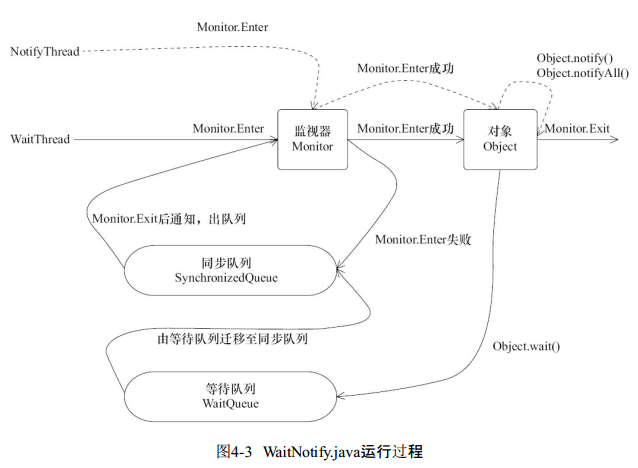 Monitor.Enter
NotifyThread
Object.notify()
Object.notifyAll()
Monitor.Enter成功
WaitThread
Monitor.Enter
监视器
Monitor
Monitor.Enter成功
对象
Object
Monitor.Exit
Monitor.Exit后通知，出队列
Monitor.Enter失败
同步队列
SynchronizedQueue
由等待队列迁移至同步队列
Object.wait()
等待队列
WaitQueue
图4-3 WaitNotify.java运行过程